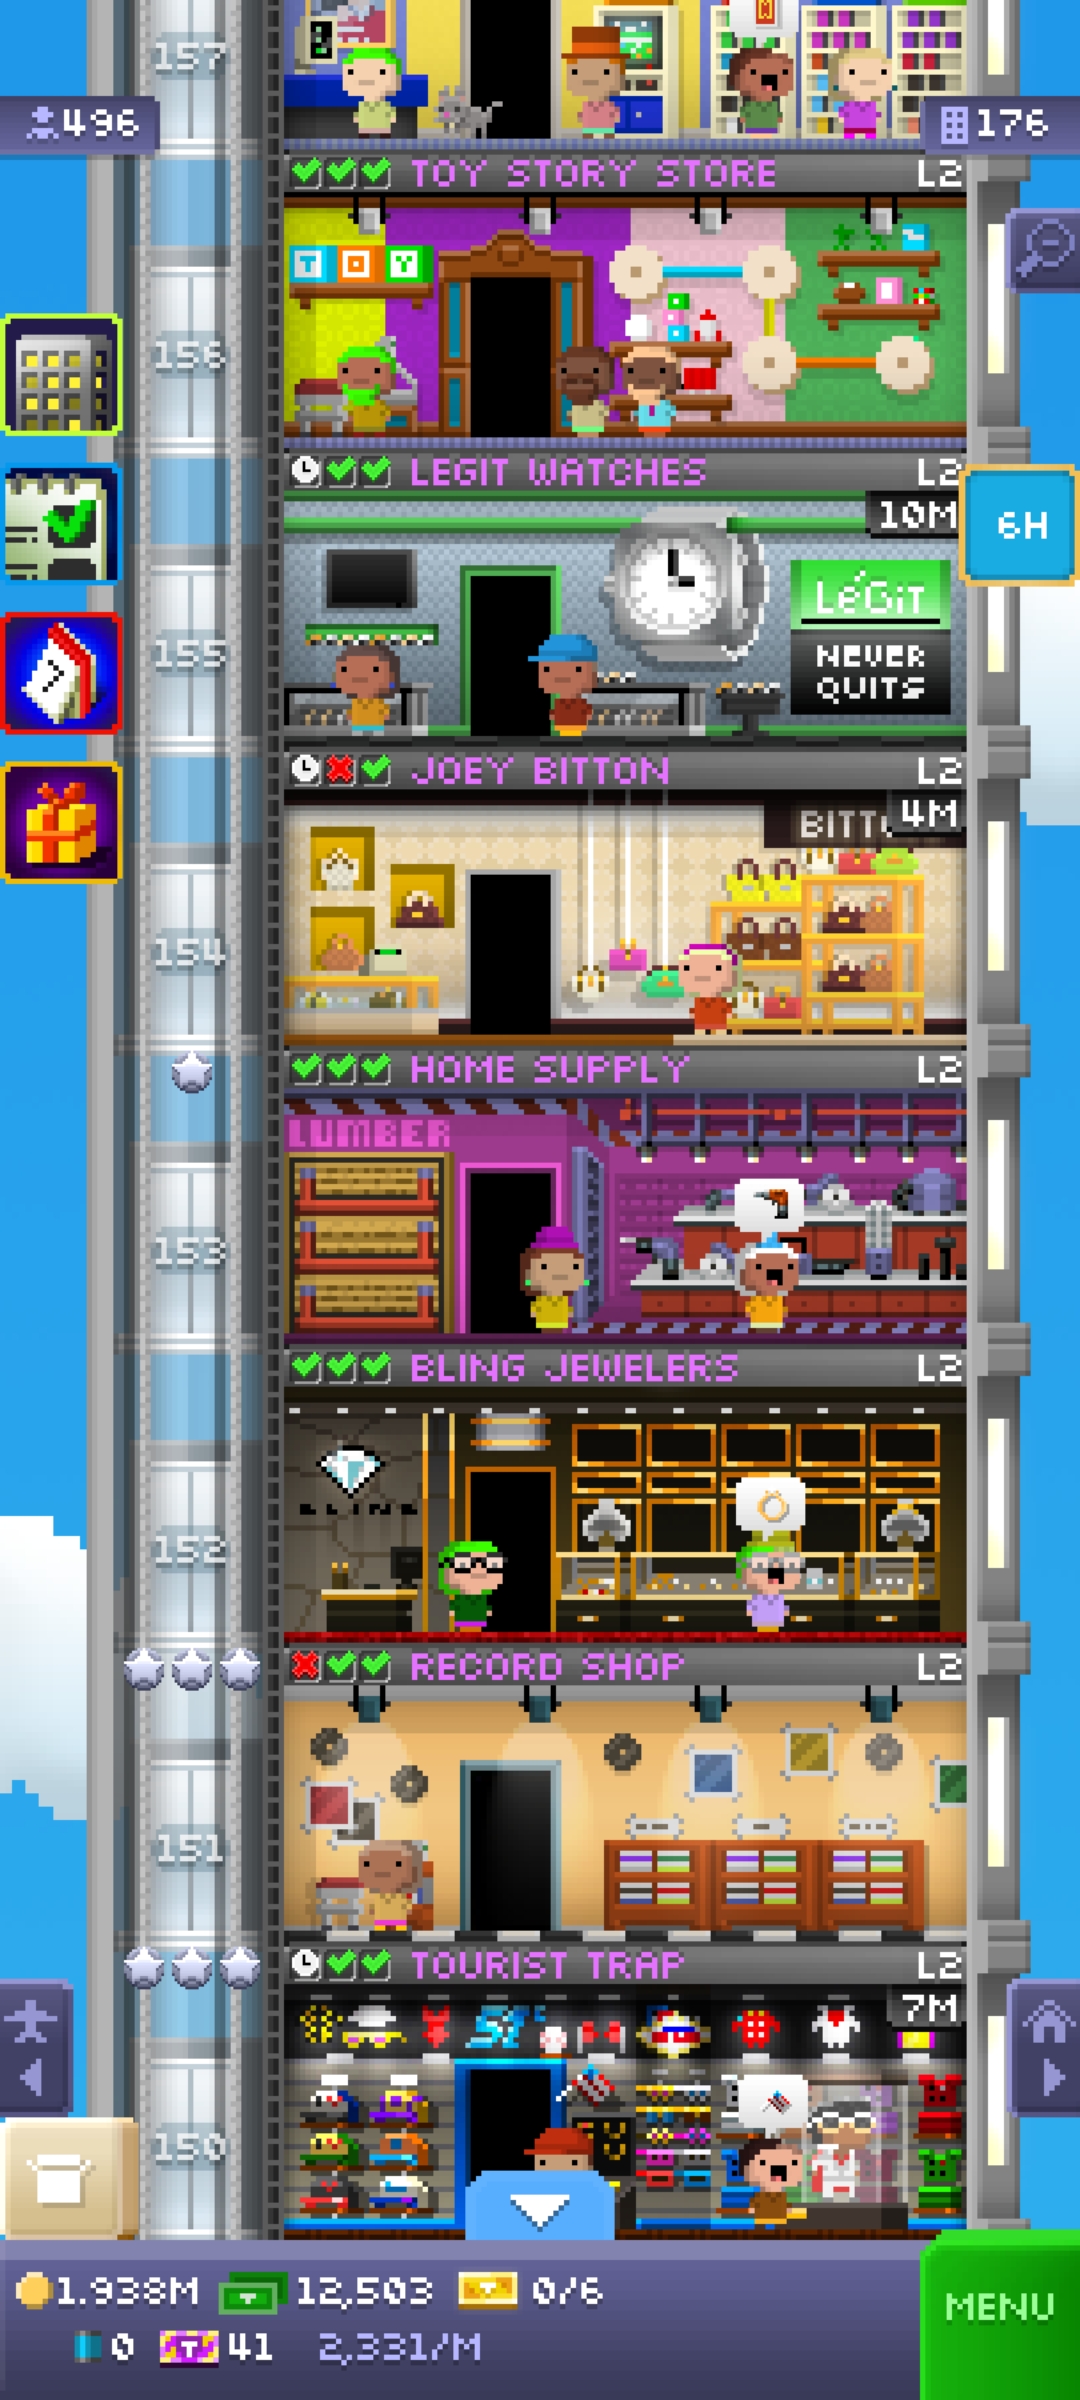 157
496
176
TOY STORY STORE
L2
TOY
156
LEGIT WATCHES
L2
10M
6H
LéGiT
NEVER
QUITS
155
JOEY BITTON
L2
4M
BITT
154
HOME SUPPLY
L2
LUMBER
153
BLING JEWELERS
L2
BLING
152
RECORD SHOP
L2
151
TOURIST TRAP
L2
7M
150
1.938M
12,503
0/6
MENU
0
T
41
2,331/M